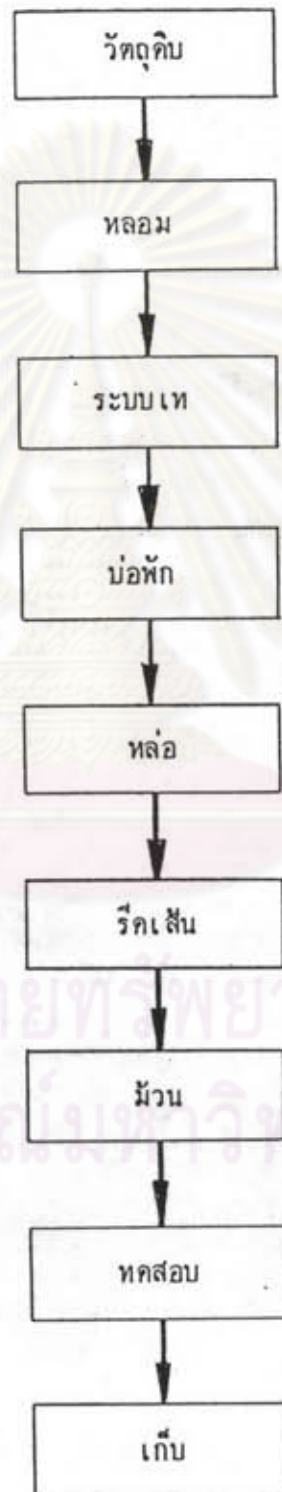 วัตถุดิบ
หลอม
ระบบเท
บ่อพัก
หล่อ
รีดเส้น
ม้วน
ทดสอบ
เก็บ